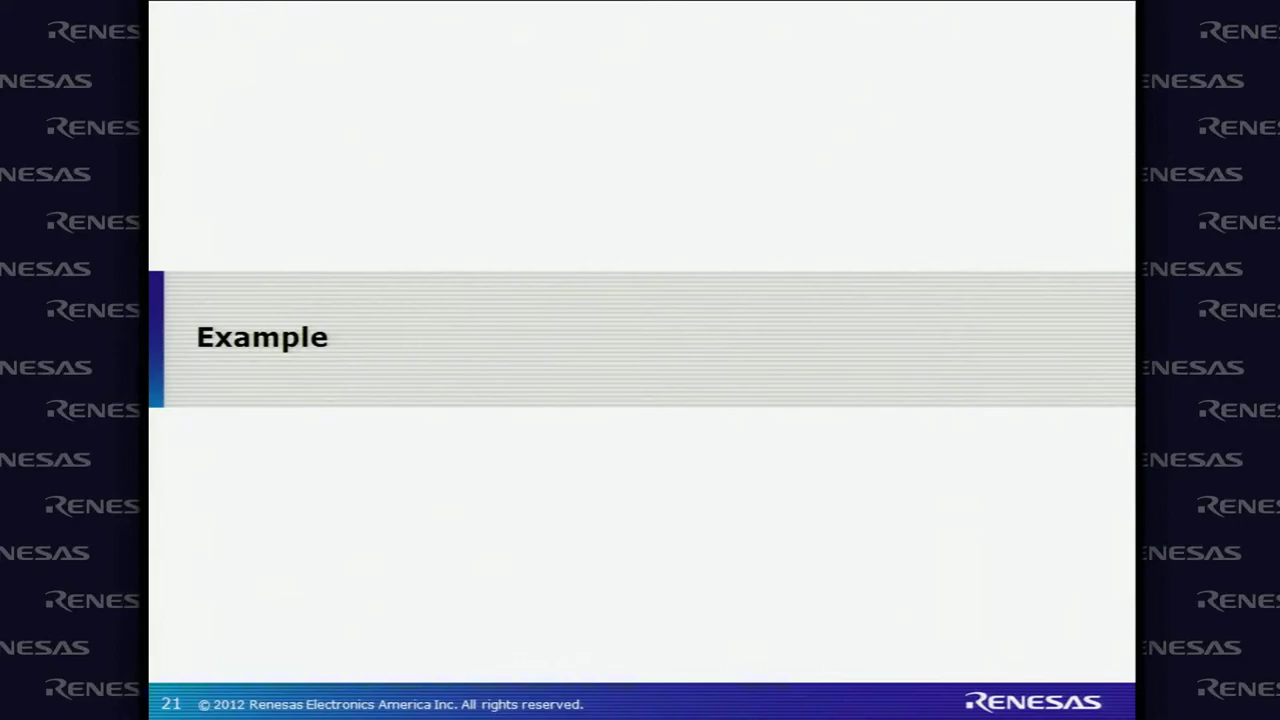 Example
21 © 2012 Renesas Electronics America Inc. All rights reserved.
RENESAS